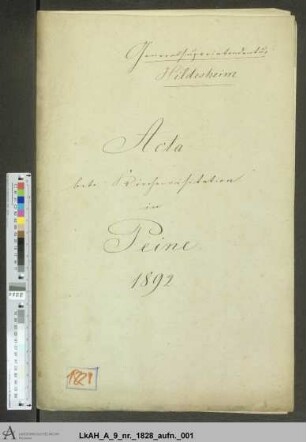 Generalsuperintendentur
Hildesheim
Acta
betr. Kirchenvisitation
in
Peine
1892
1828
LkAH_A_9_nr._1828_aufn._001